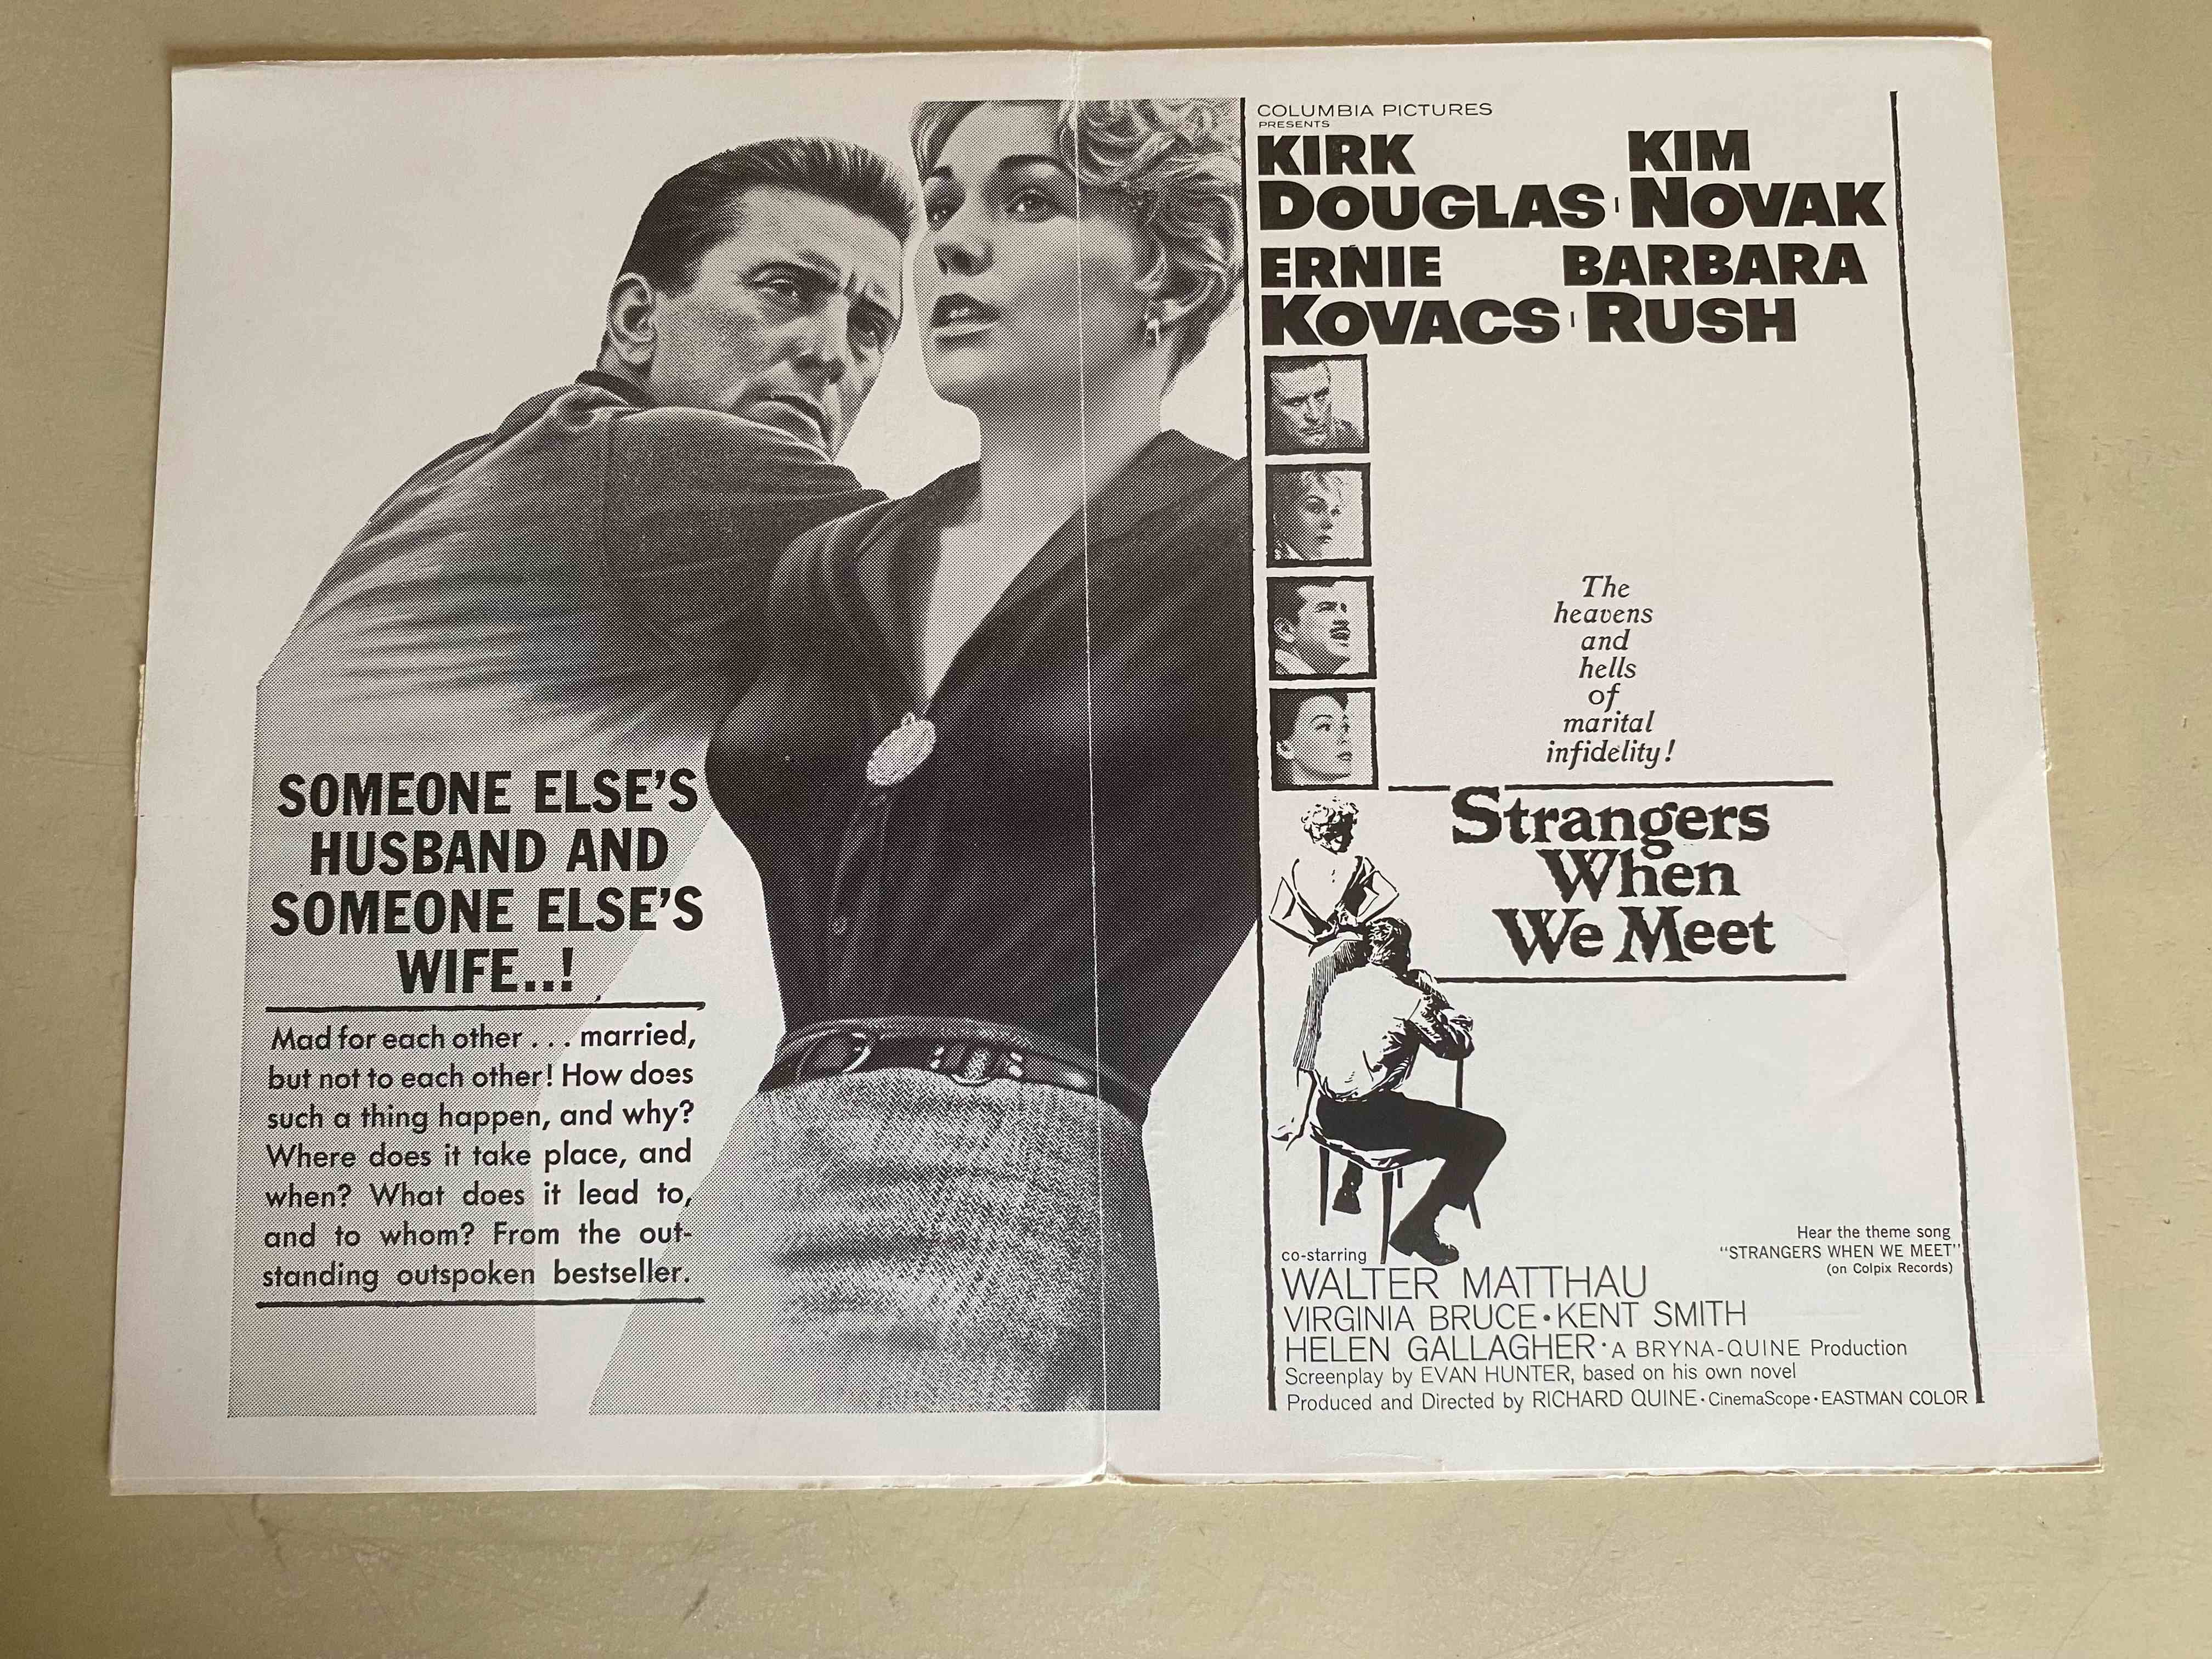 SOMEONE ELSE'S
HUSBAND AND
SOMEONE ELSE'S
WIFE..!
Mad for each other . . . married,
but not to each other! How does
such a thing happen, and why?
Where does it take place, and
when? What does it lead to,
and to whom? From the out-
standing outspoken bestseller.
COLUMBIA PICTURES
PRESENTS
KIRK KIM
DOUGLAS NOVAK
ERNIE BARBARA
KOVACS RUSH
The
heavens
and
hells
of
marital
infidelity!
Strangers
When
We Meet
Hear the theme song
"STRANGERS WHEN WE MEET"
(on Colpix Records)
co-starring
WALTER MATTHAU
VIRGINIA BRUCE • KENT SMITH
HELEN GALLAGHER • A BRYNA-QUINE Production
Screenplay by EVAN HUNTER, based on his own novel
Produced and Directed by RICHARD QUINE • CinemaScope • EASTMAN COLOR